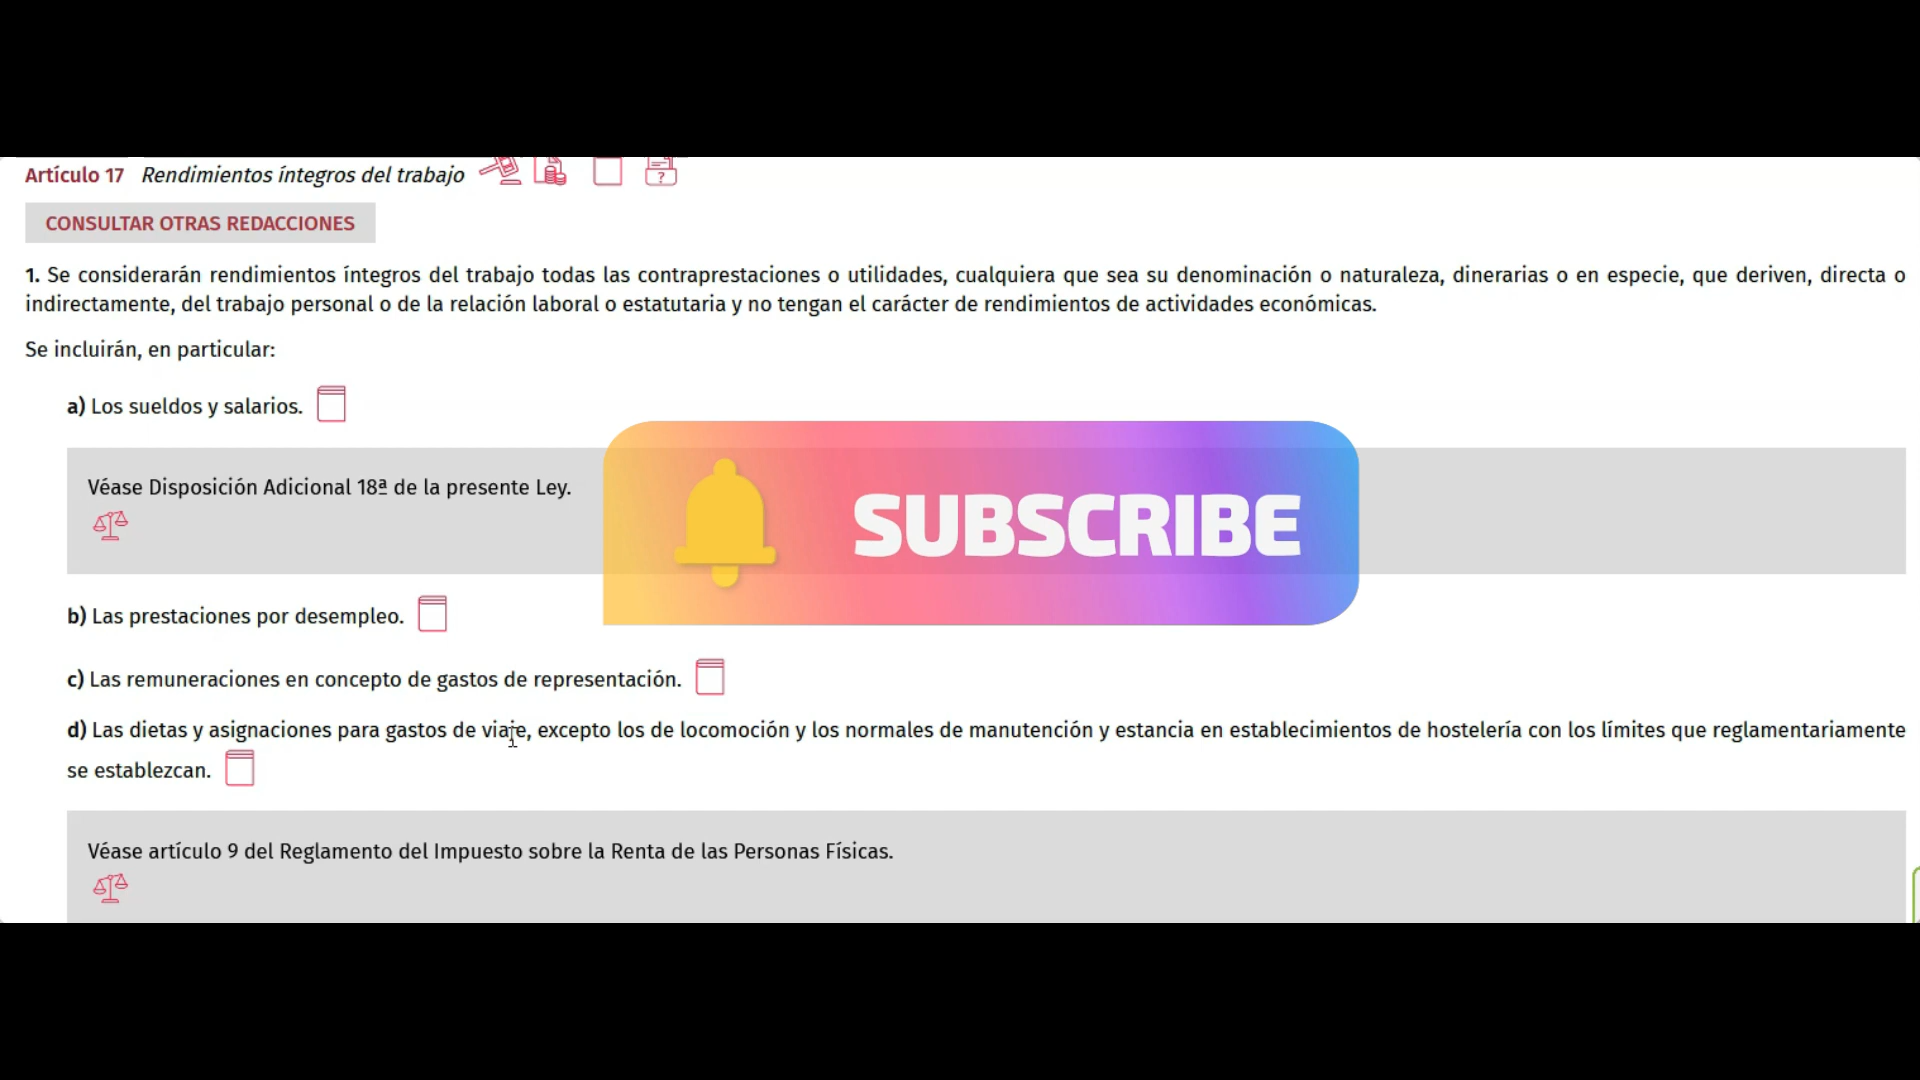 Artículo 17 Rendimientos íntegros del trabajo
CONSULTAR OTRAS REDACCIONES
1. Se considerarán rendimientos íntegros del trabajo todas las contraprestaciones o utilidades, cualquiera que sea su denominación o naturaleza, dinerarias o en especie, que deriven, directa o
indirectamente, del trabajo personal o de la relación laboral o estatutaria y no tengan el carácter de rendimientos de actividades económicas.
Se incluirán, en particular:
a) Los sueldos y salarios.
Véase Disposición Adicional 18ª de la presente Ley.
SUBSCRIBE
b) Las prestaciones por desempleo.
c) Las remuneraciones en concepto de gastos de representación.
d) Las dietas y asignaciones para gastos de viaje, excepto los de locomoción y los normales de manutención y estancia en establecimientos de hostelería con los límites que reglamentariamente
se establezcan.
Véase artículo 9 del Reglamento del Impuesto sobre la Renta de las Personas Físicas.